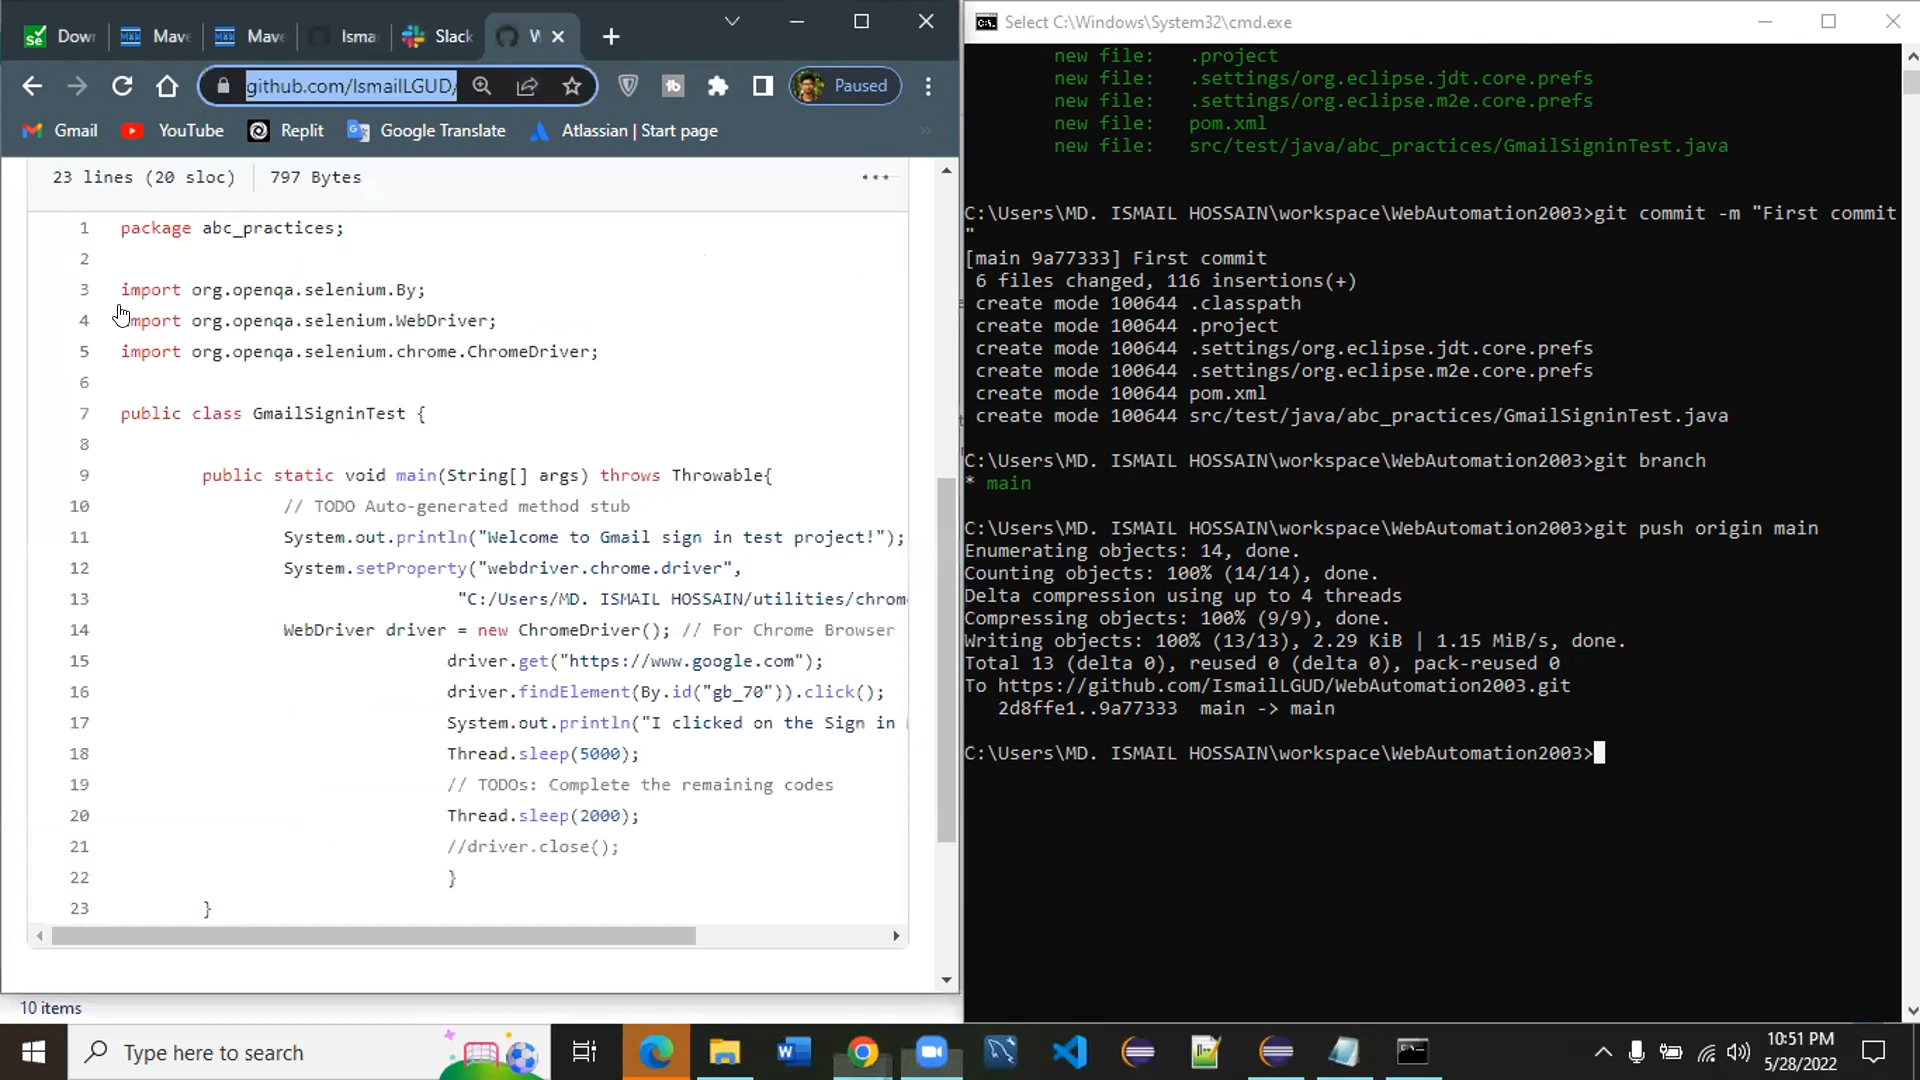 Down
Mave
Mave
Isma
Slack
W
github.com/IsmailLGUD/
Paused
Gmail
YouTube
Replit
Google Translate
Atlassian | Start page
23 lines (20 sloc) | 797 Bytes
1 package abc_practices;
2
3 import org.openqa.selenium.By;
4 import org.openqa.selenium.WebDriver;
5 import org.openqa.selenium.chrome.ChromeDriver;
6
7 public class GmailSigninTest {
8
9 public static void main(String[] args) throws Throwable{
10 // TODO Auto-generated method stub
11 System.out.println("Welcome to Gmail sign in test project!");
12 System.setProperty("webdriver.chrome.driver",
13 "C:/Users/MD. ISMAIL HOSSAIN/utilities/chrom
14 WebDriver driver = new ChromeDriver(); // For Chrome Browser
15 driver.get("https://www.google.com");
16 driver.findElement(By.id("gb_70")).click();
17 System.out.println("I clicked on the Sign in
18 Thread.sleep(5000);
19 // TODOs: Complete the remaining codes
20 Thread.sleep(2000);
21 //driver.close();
22 }
23 }
10 items
Select C:\Windows\System32\cmd.exe
new file: .project
new file: .settings/org.eclipse.jdt.core.prefs
new file: .settings/org.eclipse.m2e.core.prefs
new file: pom.xml
new file: src/test/java/abc_practices/GmailSigninTest.java
C:\Users\MD. ISMAIL HOSSAIN\workspace\WebAutomation2003>git commit -m "First commit
"
[main 9a77333] First commit
6 files changed, 116 insertions(+)
create mode 100644 .classpath
create mode 100644 .project
create mode 100644 .settings/org.eclipse.jdt.core.prefs
create mode 100644 .settings/org.eclipse.m2e.core.prefs
create mode 100644 pom.xml
create mode 100644 src/test/java/abc_practices/GmailSigninTest.java
C:\Users\MD. ISMAIL HOSSAIN\workspace\WebAutomation2003>git branch
* main
C:\Users\MD. ISMAIL HOSSAIN\workspace\WebAutomation2003>git push origin main
Enumerating objects: 14, done.
Counting objects: 100% (14/14), done.
Delta compression using up to 4 threads
Compressing objects: 100% (9/9), done.
Writing objects: 100% (13/13), 2.29 KiB | 1.15 MiB/s, done.
Total 13 (delta 0), reused 0 (delta 0), pack-reused 0
To https://github.com/IsmailLGUD/WebAutomation2003.git
2d8ffe1..9a77333 main -> main
C:\Users\MD. ISMAIL HOSSAIN\workspace\WebAutomation2003>
Type here to search
10:51 PM
5/28/2022